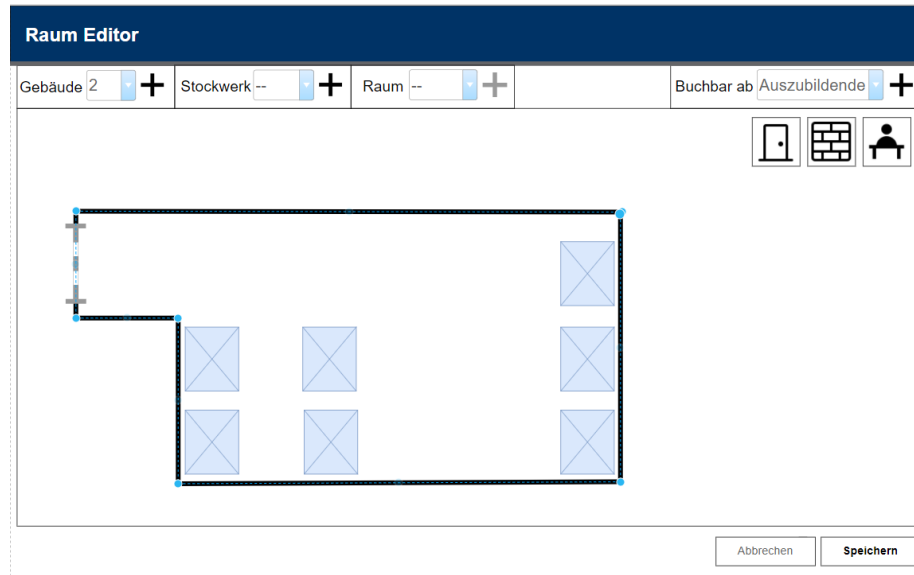 Raum Editor
Gebäude 2 Stockwerk -- Raum -- Buchbar ab Auszubildende
Abbrechen Speichern